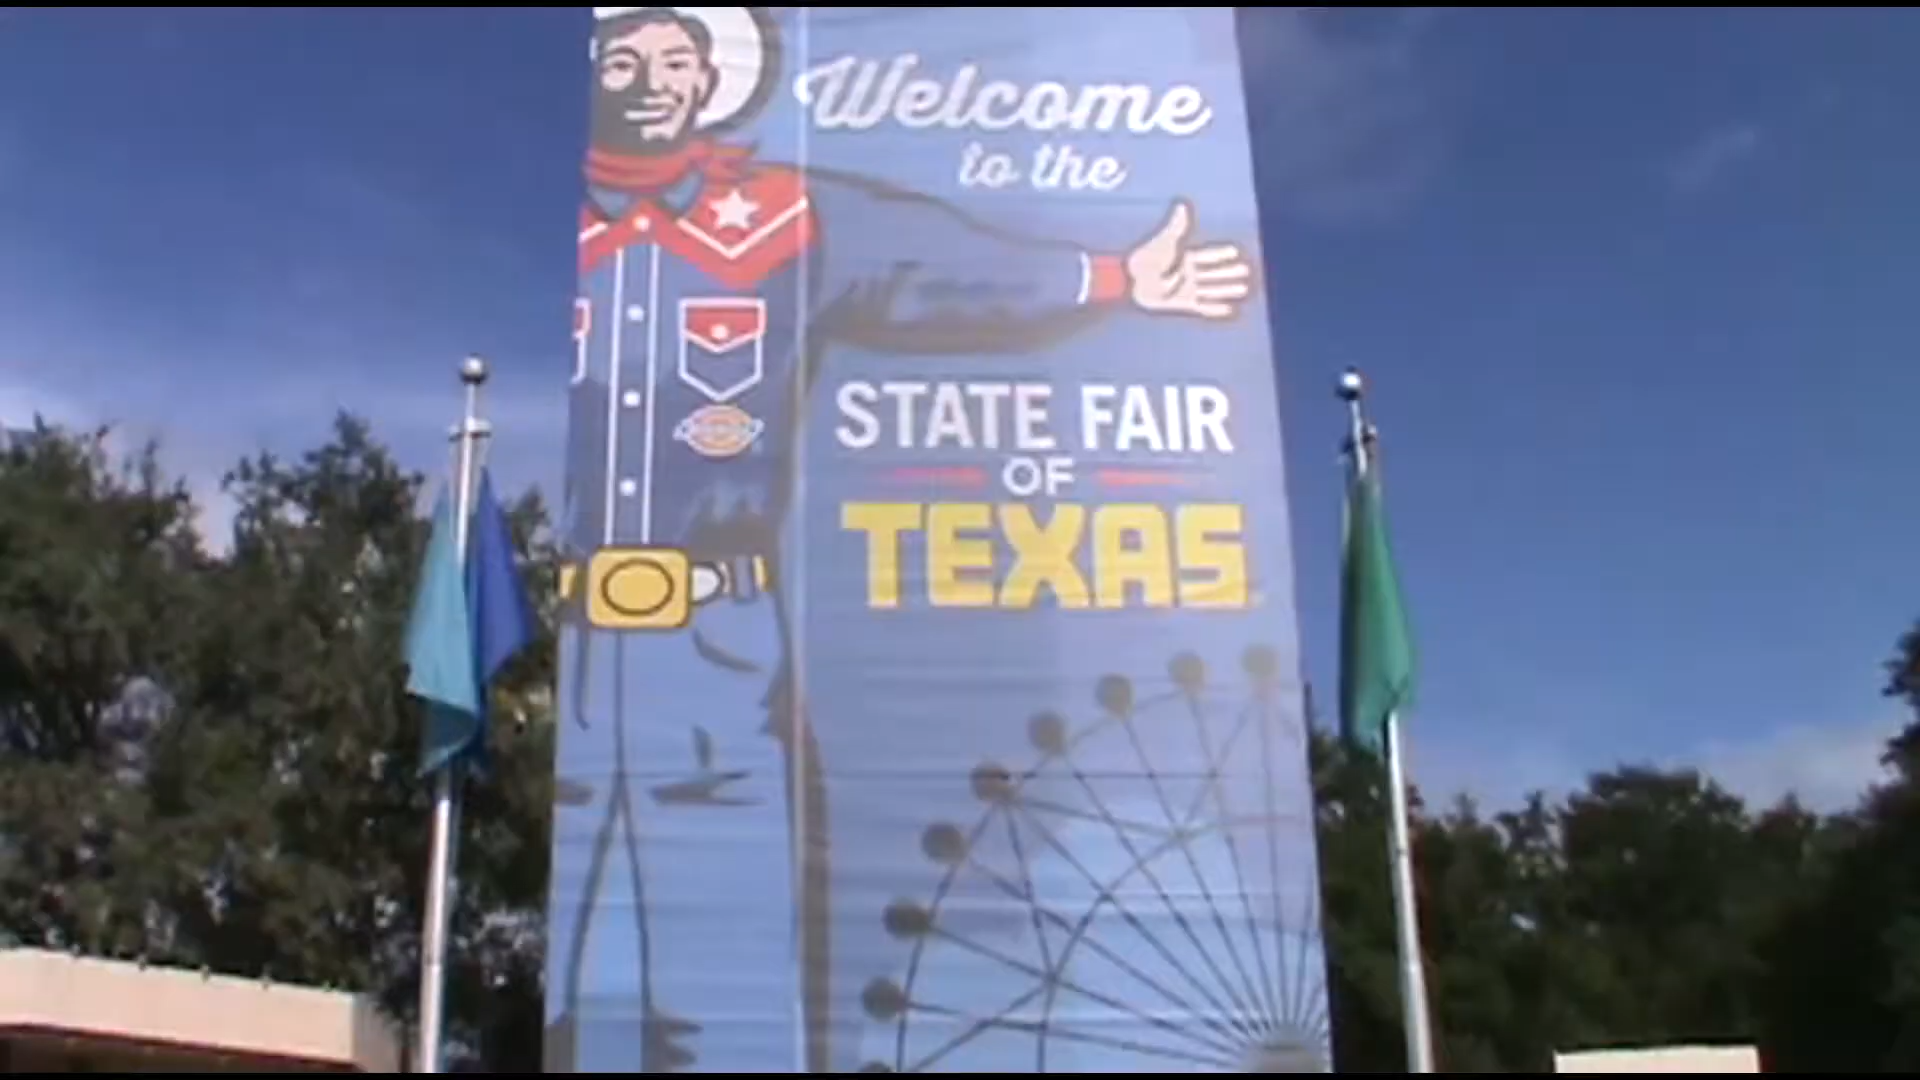 Welcome
to the
STATE FAIR
OF
TEXAS